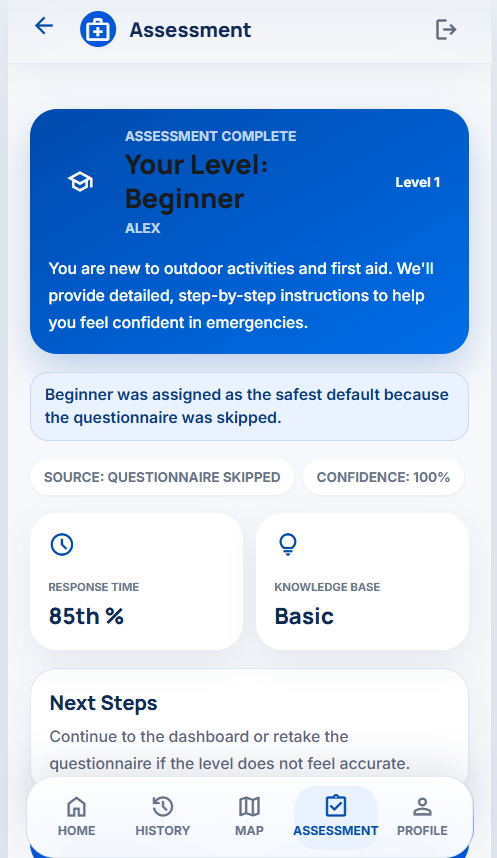 Assessment
ASSESSMENT COMPLETE
Your Level:
Beginner
Level 1
ALEX
You are new to outdoor activities and first aid. We'll
provide detailed, step-by-step instructions to help
you feel confident in emergencies.
Beginner was assigned as the safest default because
the questionnaire was skipped.
SOURCE: QUESTIONNAIRE SKIPPED
CONFIDENCE: 100%
RESPONSE TIME
85th %
KNOWLEDGE BASE
Basic
Next Steps
Continue to the dashboard or retake the
questionnaire if the level does not feel accurate.
HOME
HISTORY
MAP
ASSESSMENT
PROFILE